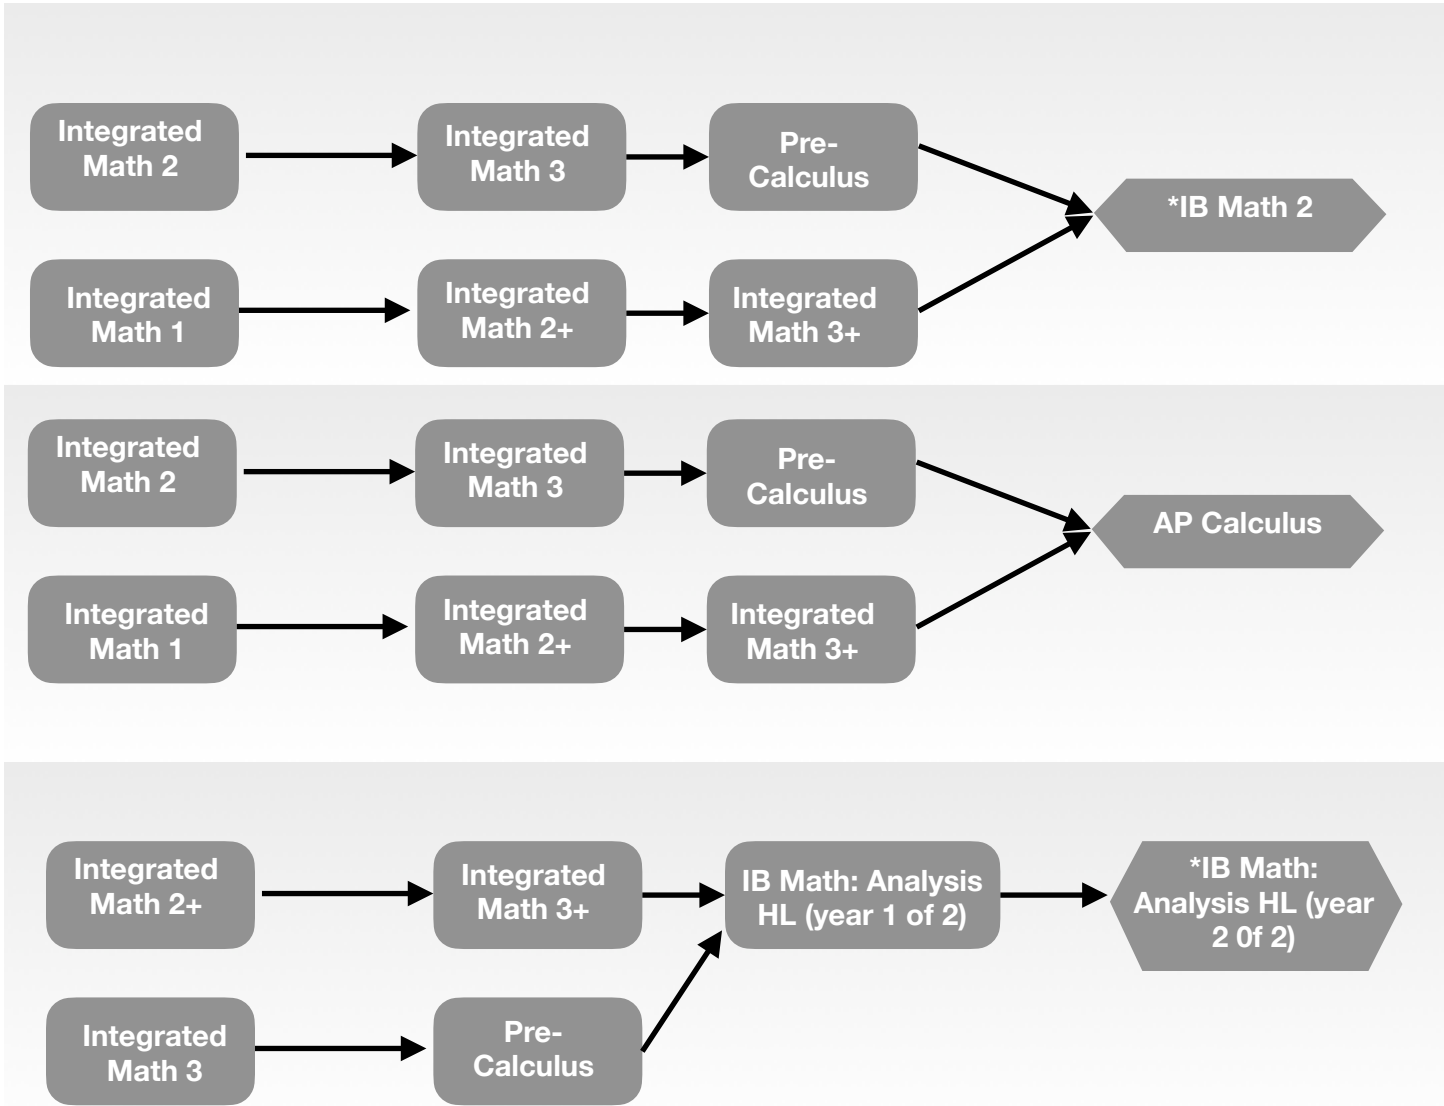 Integrated
Math 2
Integrated
Math 3
Pre-
Calculus
*IB Math 2
Integrated
Math 1
Integrated
Math 2+
Integrated
Math 3+
Integrated
Math 2
Integrated
Math 3
Pre-
Calculus
AP Calculus
Integrated
Math 1
Integrated
Math 2+
Integrated
Math 3+
Integrated
Math 2+
Integrated
Math 3+
IB Math: Analysis
HL (year 1 of 2)
*IB Math:
Analysis HL (year
2 0f 2)
Integrated
Math 3
Pre-
Calculus